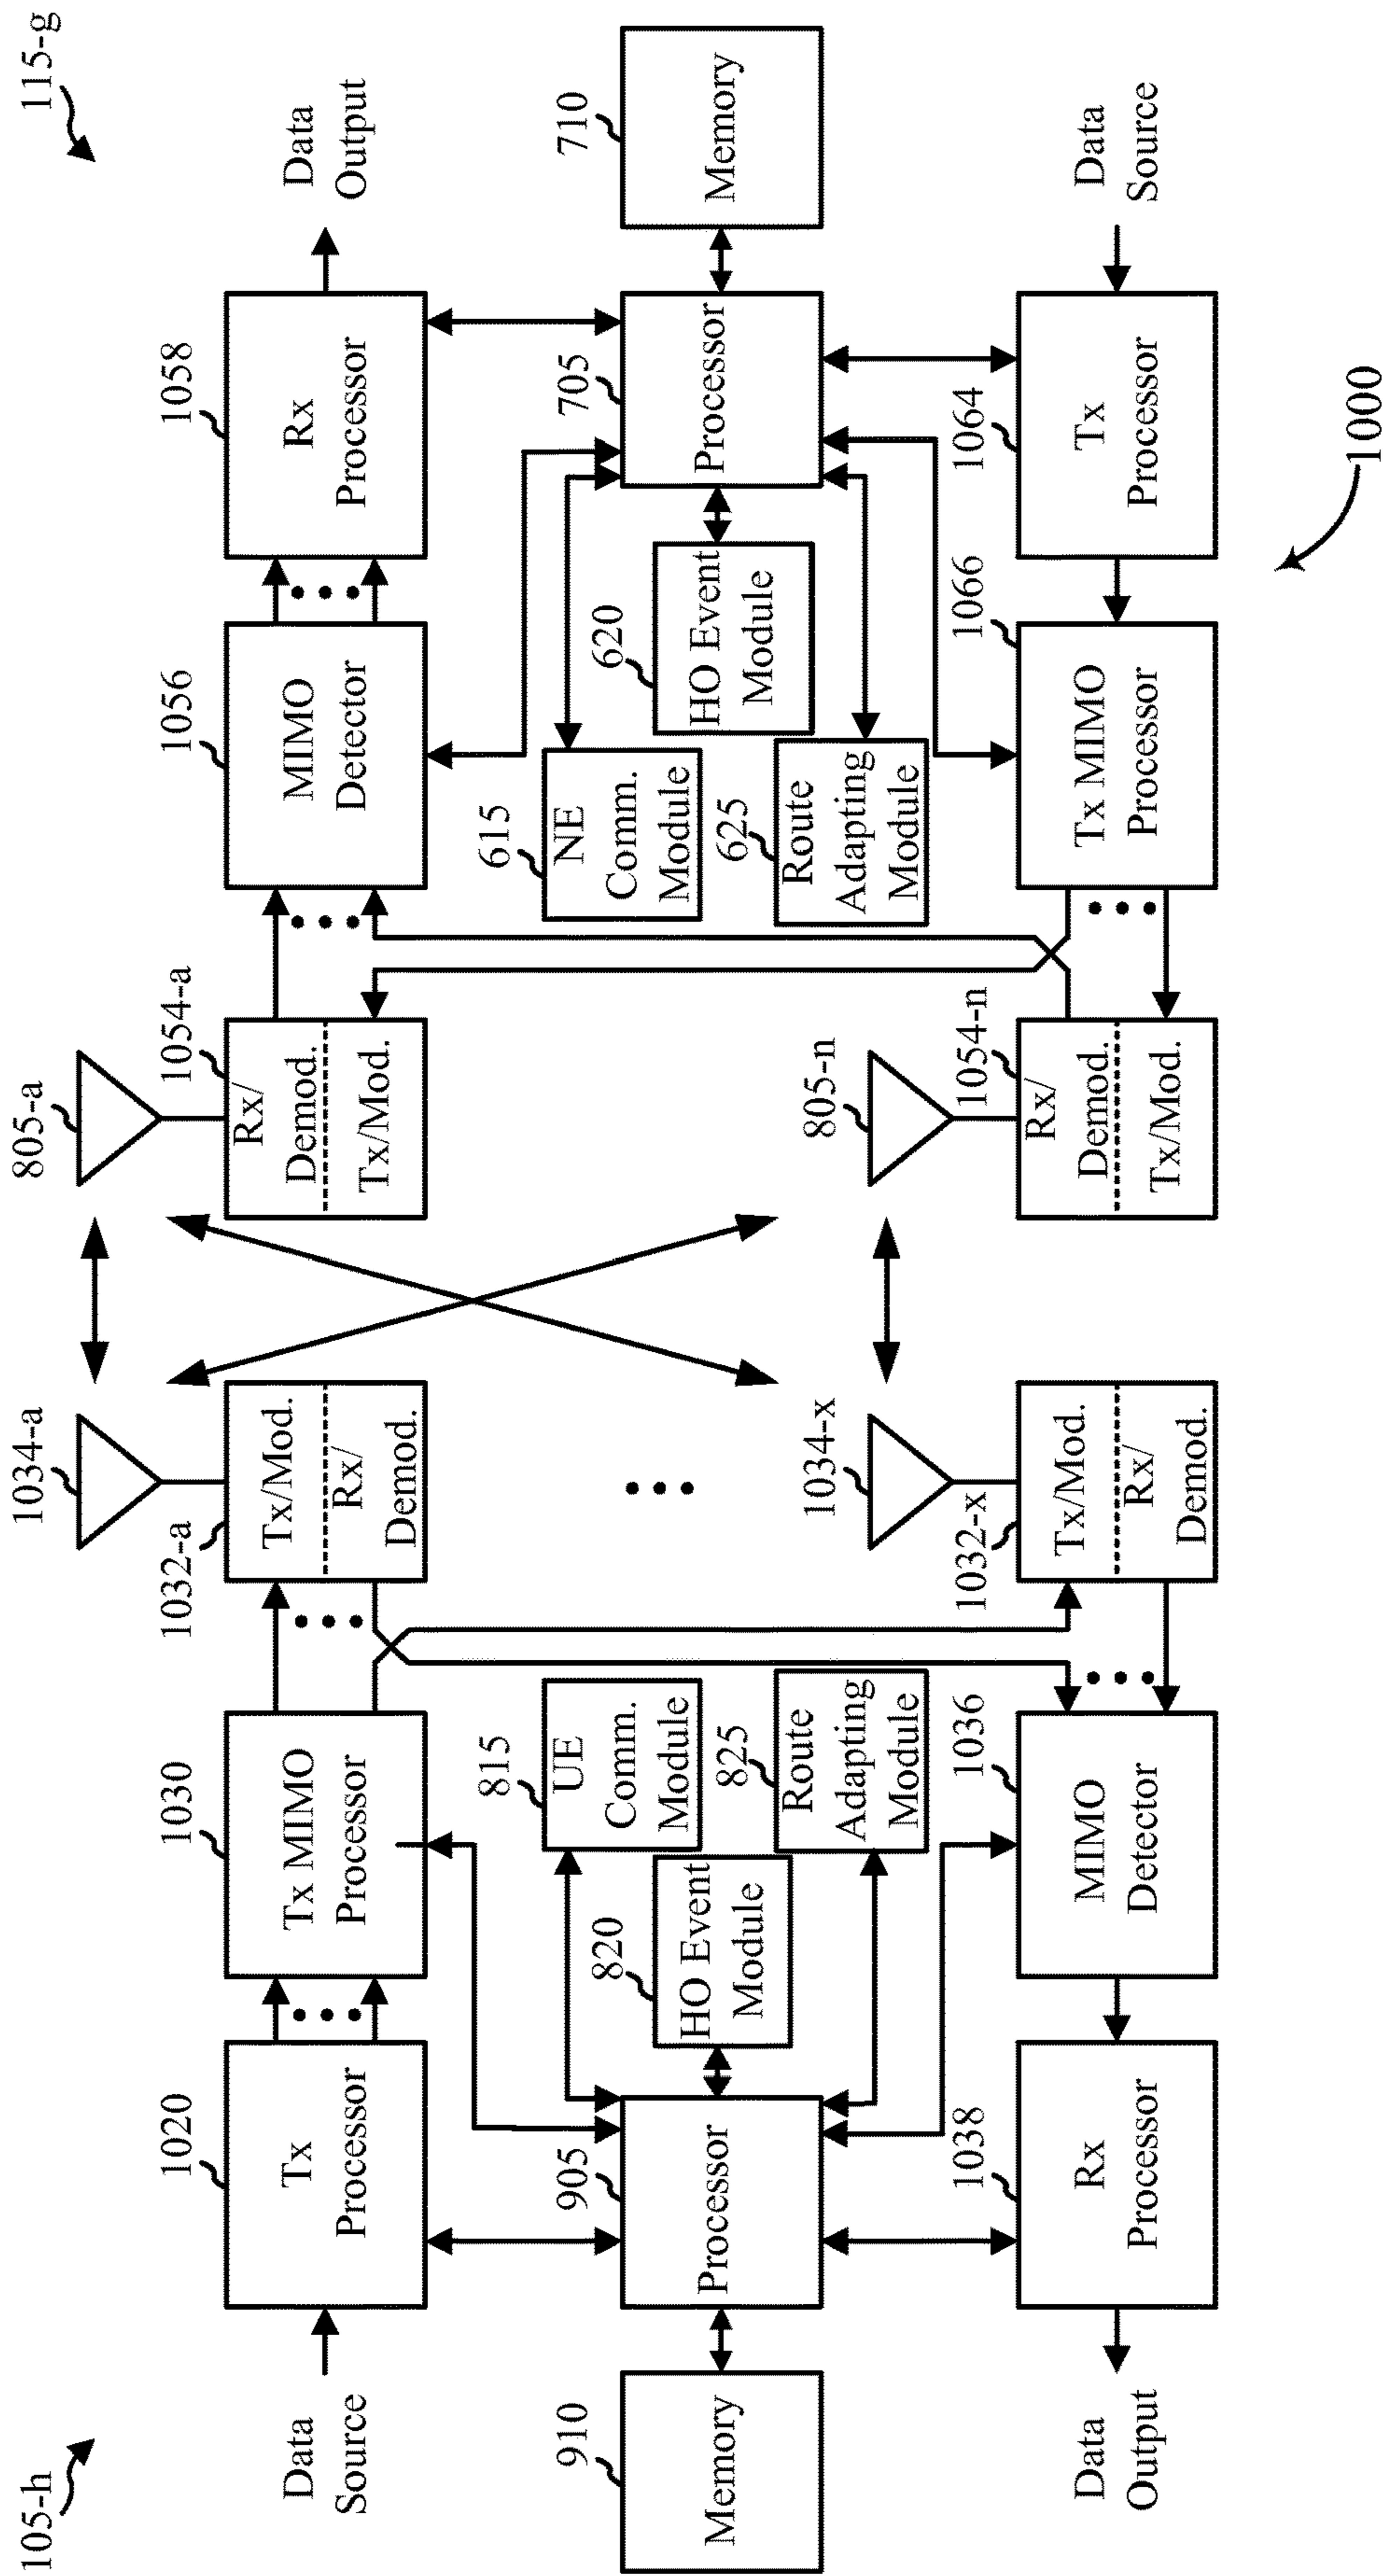 105-h
115-g
Data
Source
1020
Tx
Processor
1030
Tx MIMO
Processor
1032-a
Tx/Mod.
Rx/
Demod.
1034-a
805-a
1054-a
Rx/
Demod.
Tx/Mod.
1056
MIMO
Detector
1058
Rx
Processor
Data
Output
910
Memory
905
Processor
820
HO Event
Module
815
UE
Comm.
Module
825
Route
Adapting
Module
615
NE
Comm.
Module
625
Route
Adapting
Module
620
HO Event
Module
705
Processor
710
Memory
Data
Output
1038
Rx
Processor
1036
MIMO
Detector
1032-x
Tx/Mod.
Rx/
Demod.
1034-x
805-n
1054-n
Rx/
Demod.
Tx/Mod.
1066
Tx MIMO
Processor
1064
Tx
Processor
Data
Source
1000